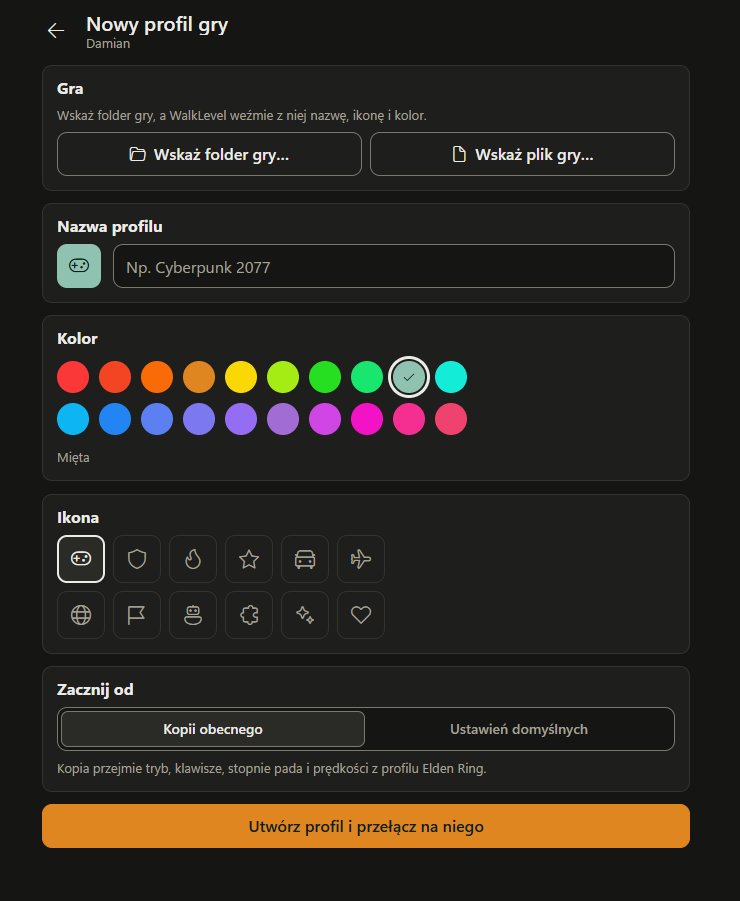 Nowy profil gry
Damian
Gra
Wskaż folder gry, a WalkLevel weźmie z niej nazwę, ikonę i kolor.
Wskaż folder gry...
Wskaż plik gry...
Nazwa profilu
Np. Cyberpunk 2077
Kolor
Mięta
Ikona
Zacznij od
Kopii obecnego
Ustawień domyślnych
Kopia przejmie tryb, klawisze, stopnie pada i prędkości z profilu Elden Ring.
Utwórz profil i przełącz na niego